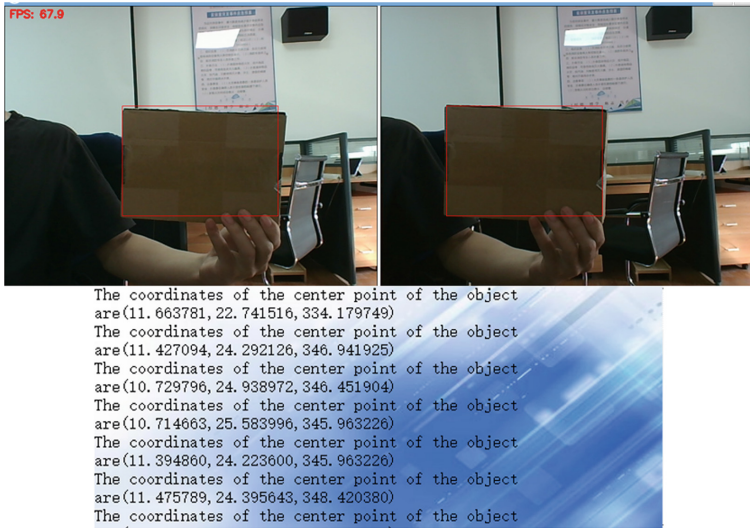 FPS: 67.9
The coordinates of the center point of the object
are(11.663781,22.741516,334.179749)
The coordinates of the center point of the object
are(11.427094,24.292126,346.941925)
The coordinates of the center point of the object
are(10.729796,24.938972,346.451904)
The coordinates of the center point of the object
are(10.714663,25.583996,345.963226)
The coordinates of the center point of the object
are(11.394860,24.223600,345.963226)
The coordinates of the center point of the object
are(11.475789,24.395643,348.420380)
The coordinates of the center point of the object